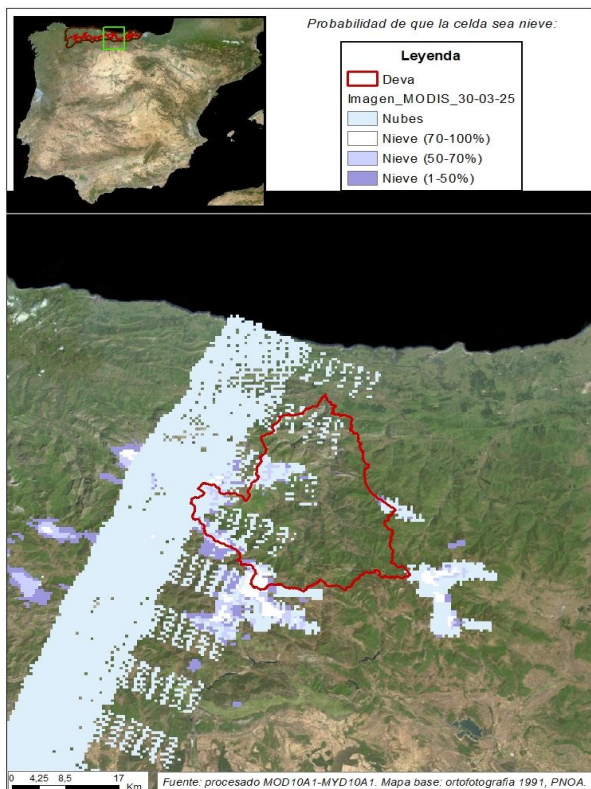 Probabilidad de que la celda sea nieve:
Leyenda
Deva
Imagen_MODIS_30-03-25
Nubes
Nieve (70-100%)
Nieve (50-70%)
Nieve (1-50%)
0 4,25 8,5 17
Km
Fuente: procesado MOD10A1-MYD10A1. Mapa base: ortofotografia 1991, PNOA.